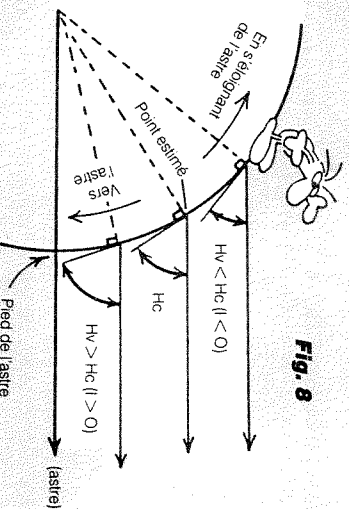 Fig. 8
En s'éloignant
de l'astre
Point estimé
Vers
l'astre
Hv < Hc (I < O)
Hc
Hv > Hc (I > O)
(astre)
Pied de l'astre